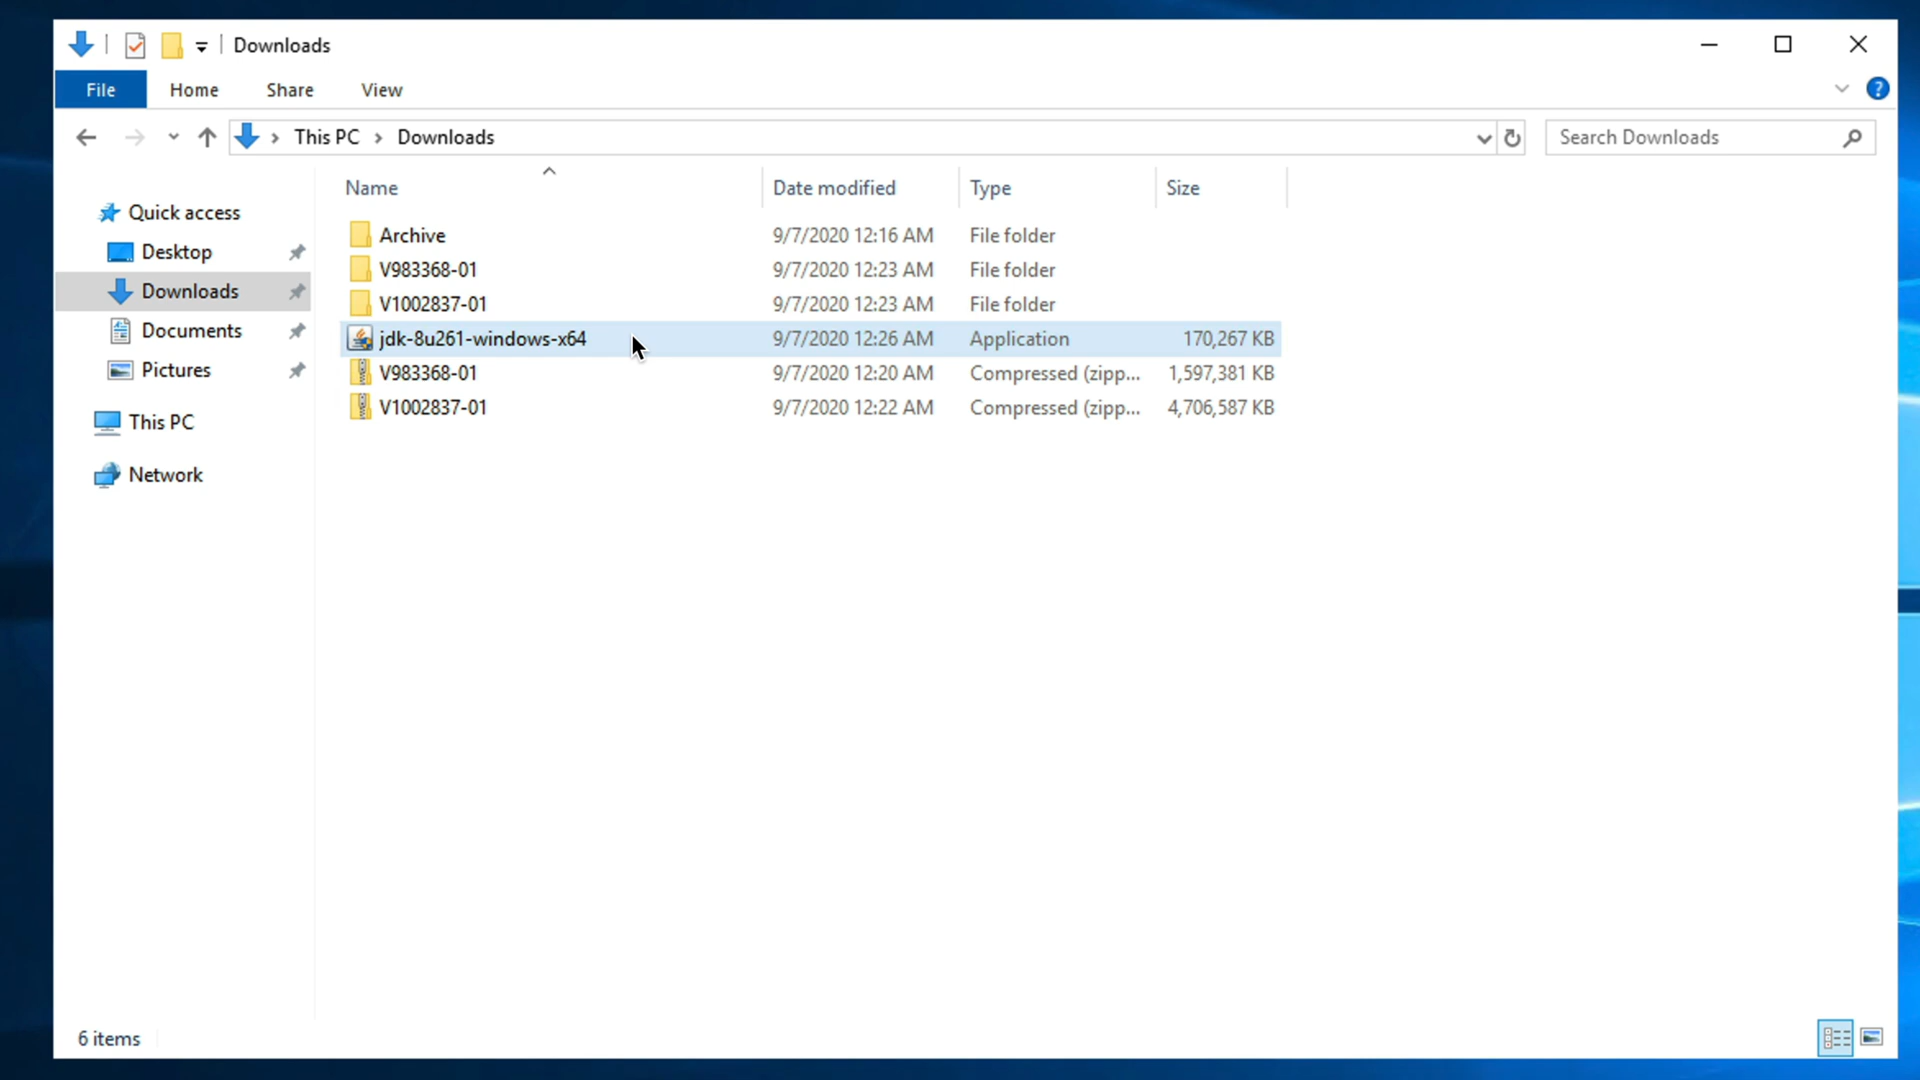 Downloads
File Home Share View
This PC Downloads Search Downloads
Name Date modified Type Size
Quick access
Desktop
Downloads
Documents
Pictures
This PC
Network
Archive 9/7/2020 12:16 AM File folder
V983368-01 9/7/2020 12:23 AM File folder
V1002837-01 9/7/2020 12:23 AM File folder
jdk-8u261-windows-x64 9/7/2020 12:26 AM Application 170,267 KB
V983368-01 9/7/2020 12:20 AM Compressed (zipp... 1,597,381 KB
V1002837-01 9/7/2020 12:22 AM Compressed (zipp... 4,706,587 KB
6 items